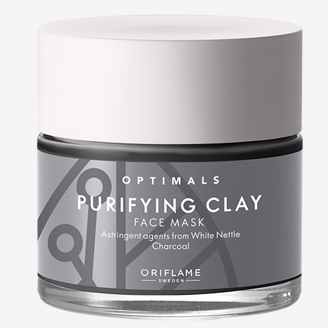 OPTIMALS
PURIFYING CLAY
FACE MASK
Astringent agents from White Nettle
Charcoal
ORIFLAME
SWEDEN